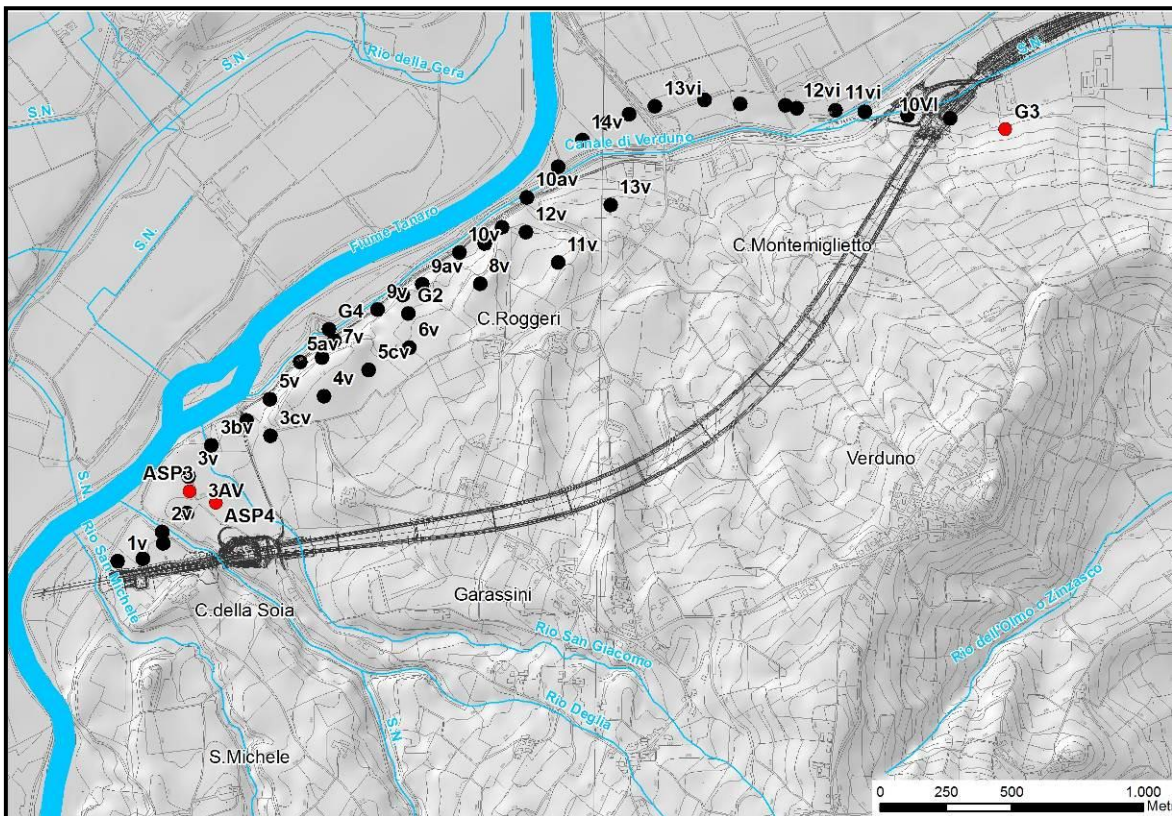 Rio della Gera
S.N.
S.N.
S.N.
S.N.
13vi
12vi
11vi
10VI
G3
14v
Canale di Verduno
10av
13v
Fiume Tanaro
12v
10v
11v
9av
8v
C.Montemiglietto
9v
G2
G4
C.Roggeri
7v
6v
5av
5cv
5v
4v
3bv
3cv
3v
Verduno
ASP3
3AV
S.N.
2v
ASP4
Rio San Michele
1v
Garassini
C.della Soia
Rio dell'Olmo o Zinzasco
Rio San Giacomo
Rio Deglia
S.N.
S.Michele
0 250 500 1.000